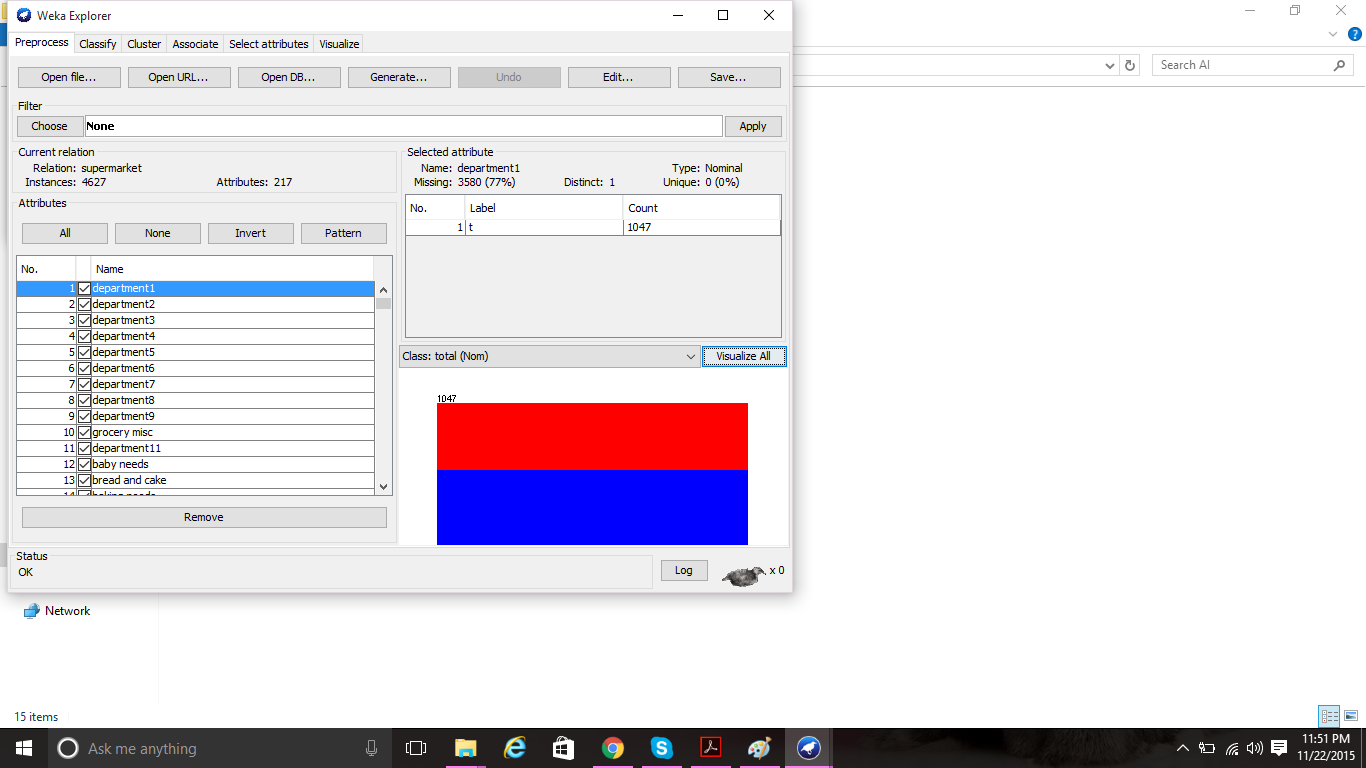 Weka Explorer
Preprocess Classify Cluster Associate Select attributes Visualize
Open file... Open URL... Open DB... Generate... Undo Edit... Save...
Search AI
Filter
Choose None Apply
Current relation
Relation: supermarket
Instances: 4627 Attributes: 217
Selected attribute
Name: department1 Type: Nominal
Missing: 3580 (77%) Distinct: 1 Unique: 0 (0%)
No. Label Count
1 t 1047
Attributes
All None Invert Pattern
No. Name
1 department1
2 department2
3 department3
4 department4
5 department5
6 department6
7 department7
8 department8
9 department9
10 grocery misc
11 department11
12 baby needs
13 bread and cake
14 baking needs
Remove
Class: total (Nom) Visualize All
1047
Status
OK
Log x 0
Network
15 items
Ask me anything
11:51 PM
11/22/2015